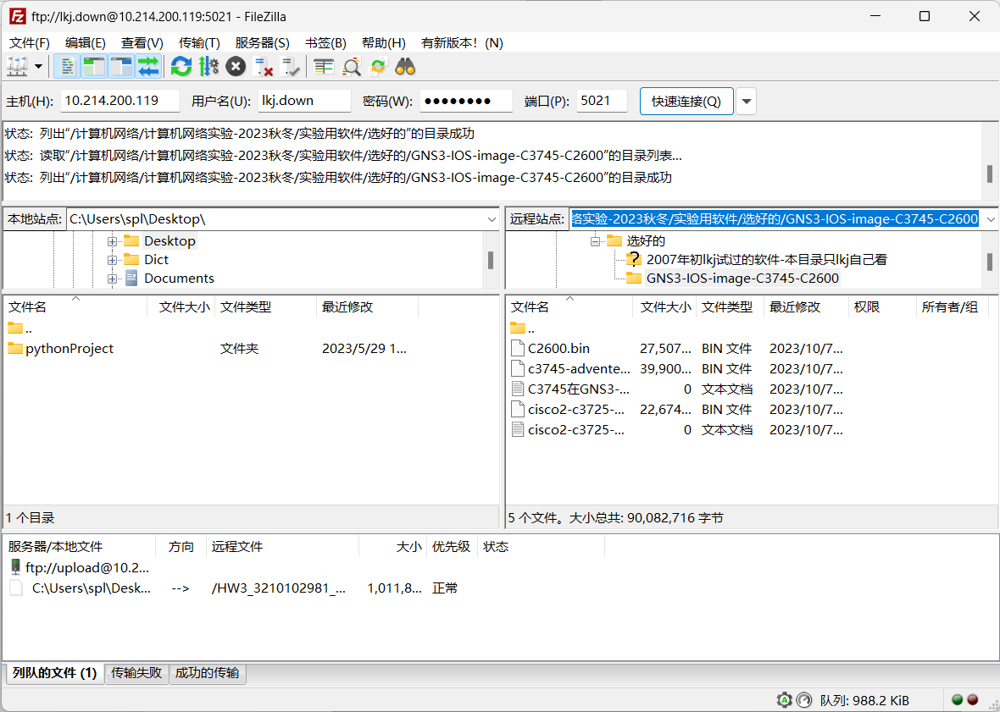 ftp://lkj.down@10.214.200.119:5021 - FileZilla
文件(F) 编辑(E) 查看(V) 传输(T) 服务器(S) 书签(B) 帮助(H) 有新版本！(N)
主机(H): 10.214.200.119 用户名(U): lkj.down 密码(W): ●●●●●●●● 端口(P): 5021 快速连接(Q)
状态: 列出“/计算机网络/计算机网络实验-2023秋冬/实验用软件/选好的”的目录成功
状态: 读取“/计算机网络/计算机网络实验-2023秋冬/实验用软件/选好的/GNS3-IOS-image-C3745-C2600”的目录列表...
状态: 列出“/计算机网络/计算机网络实验-2023秋冬/实验用软件/选好的/GNS3-IOS-image-C3745-C2600”的目录成功
本地站点: C:\Users\spl\Desktop\
Desktop
Dict
Documents
远程站点: 络实验-2023秋冬/实验用软件/选好的/GNS3-IOS-image-C3745-C2600
选好的
2007年初lkj试过的软件-本目录只lkj自己看
GNS3-IOS-image-C3745-C2600
文件名 文件大小 文件类型 最近修改
..
pythonProject 文件夹 2023/5/29 1...
1 个目录
文件名 文件大小 文件类型 最近修改 权限 所有者/组
..
C2600.bin 27,507... BIN 文件 2023/10/7...
c3745-advente... 39,900... BIN 文件 2023/10/7...
C3745在GNS3-... 0 文本文档 2023/10/7...
cisco2-c3725-... 22,674... BIN 文件 2023/10/7...
cisco2-c3725-... 0 文本文档 2023/10/7...
5 个文件。大小总共: 90,082,716 字节
服务器/本地文件 方向 远程文件 大小 优先级 状态
ftp://upload@10.2...
C:\Users\spl\Desk... --> /HW3_3210102981_... 1,011,8... 正常
列队的文件 (1) 传输失败 成功的传输
队列: 988.2 KiB